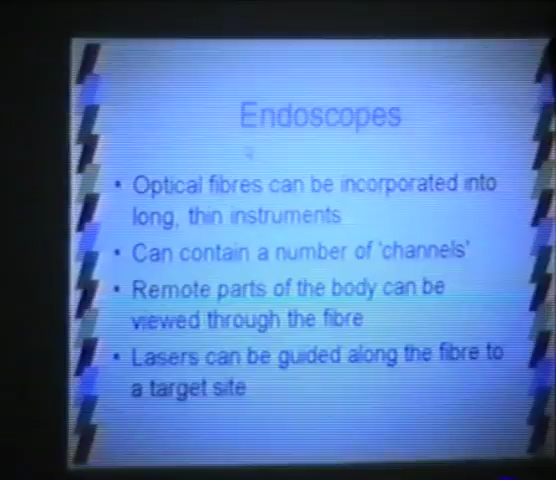 Endoscopes
• Optical fibres can be incorporated into
long, thin instruments
• Can contain a number of 'channels'
• Remote parts of the body can be
viewed through the fibre
• Lasers can be guided along the fibre to
a target site